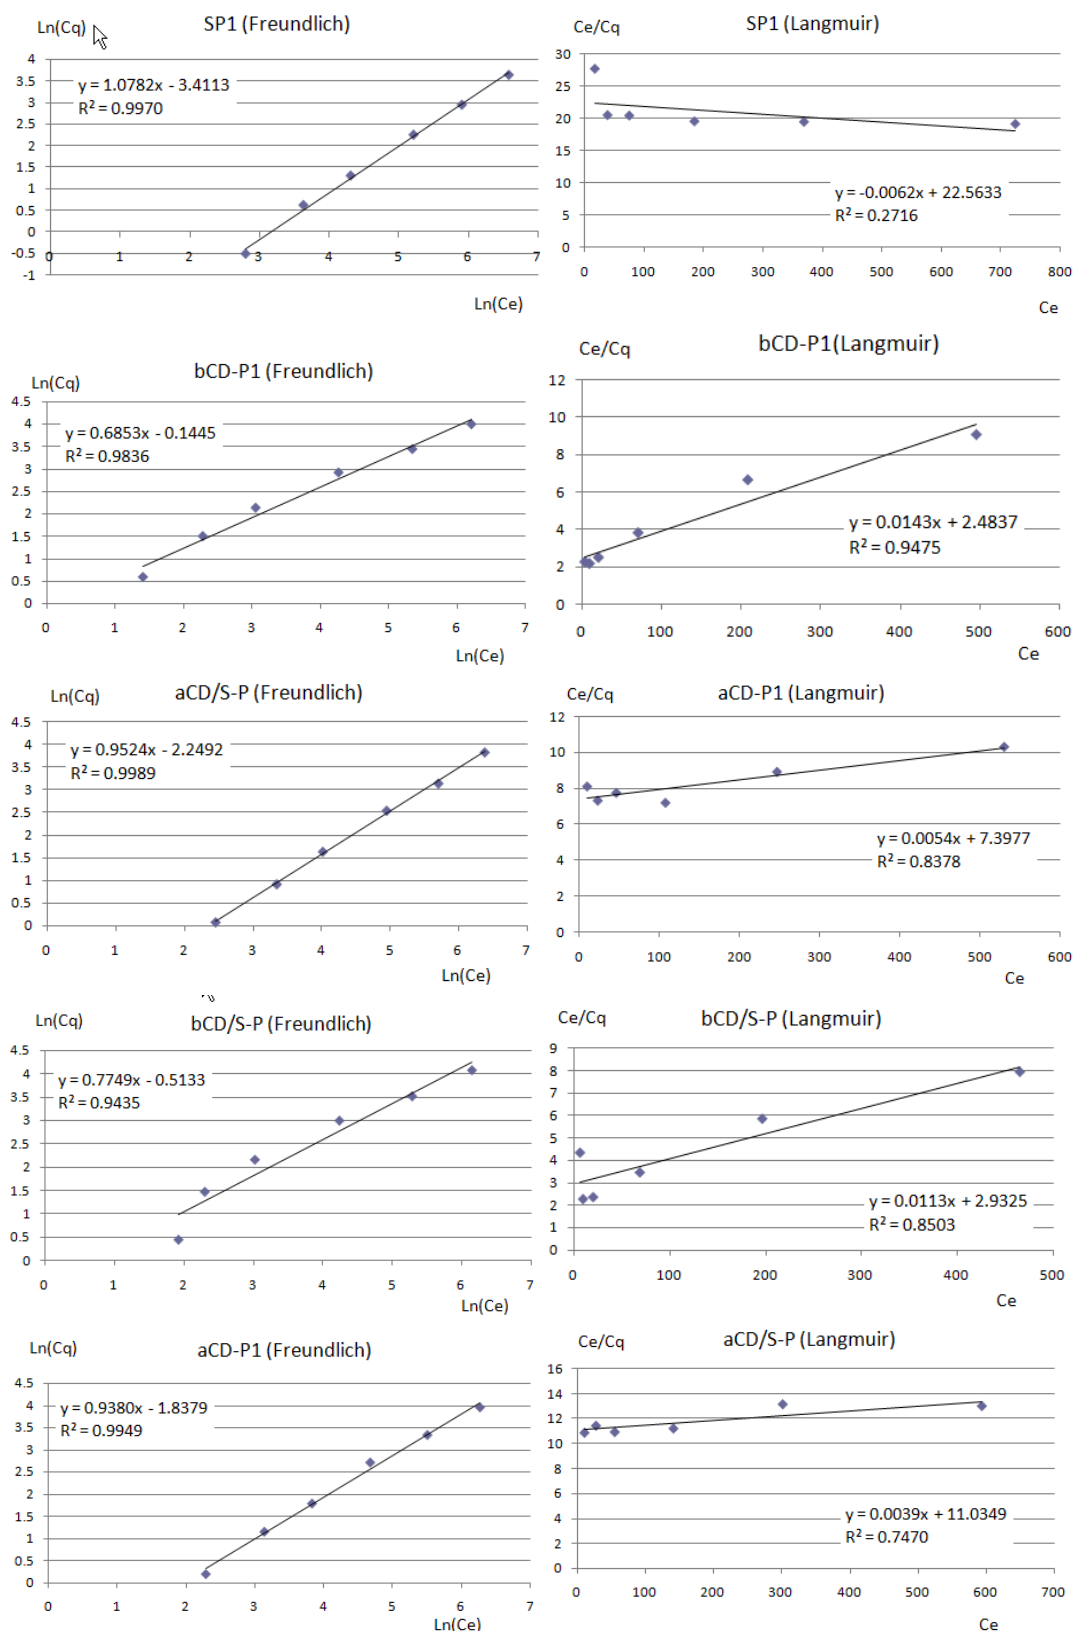 Ln(Cq)
SP1 (Freundlich)
y = 1.0782x - 3.4113
R² = 0.9970
4
3.5
3
2.5
2
1.5
1
0.5
0
-0.5
-1
0 1 2 3 4 5 6 7
Ln(Ce)
Ce/Cq
SP1 (Langmuir)
30
25
20
15
10
5
0
y = -0.0062x + 22.5633
R² = 0.2716
0 100 200 300 400 500 600 700 800
Ce
Ln(Cq)
bCD-P1 (Freundlich)
4.5
4
3.5
3
2.5
2
1.5
1
0.5
0
y = 0.6853x - 0.1445
R² = 0.9836
0 1 2 3 4 5 6 7
Ln(Ce)
Ce/Cq
bCD-P1(Langmuir)
12
10
8
6
4
2
0
y = 0.0143x + 2.4837
R² = 0.9475
0 100 200 300 400 500 600
Ce
Ln(Cq)
aCD/S-P (Freundlich)
4.5
4
3.5
3
2.5
2
1.5
1
0.5
0
y = 0.9524x - 2.2492
R² = 0.9989
0 1 2 3 4 5 6 7
Ln(Ce)
Ce/Cq
aCD-P1 (Langmuir)
12
10
8
6
4
2
0
y = 0.0054x + 7.3977
R² = 0.8378
0 100 200 300 400 500 600
Ce
Ln(Cq)
bCD/S-P (Freundlich)
4.5
4
3.5
3
2.5
2
1.5
1
0.5
0
y = 0.7749x - 0.5133
R² = 0.9435
0 1 2 3 4 5 6 7
Ln(Ce)
Ce/Cq
bCD/S-P (Langmuir)
9
8
7
6
5
4
3
2
1
0
y = 0.0113x + 2.9325
R² = 0.8503
0 100 200 300 400 500
Ce
Ln(Cq)
aCD-P1 (Freundlich)
4.5
4
3.5
3
2.5
2
1.5
1
0.5
0
y = 0.9380x - 1.8379
R² = 0.9949
0 1 2 3 4 5 6 7
Ln(Ce)
Ce/Cq
aCD/S-P (Langmuir)
16
14
12
10
8
6
4
2
0
y = 0.0039x + 11.0349
R² = 0.7470
0 100 200 300 400 500 600 700
Ce